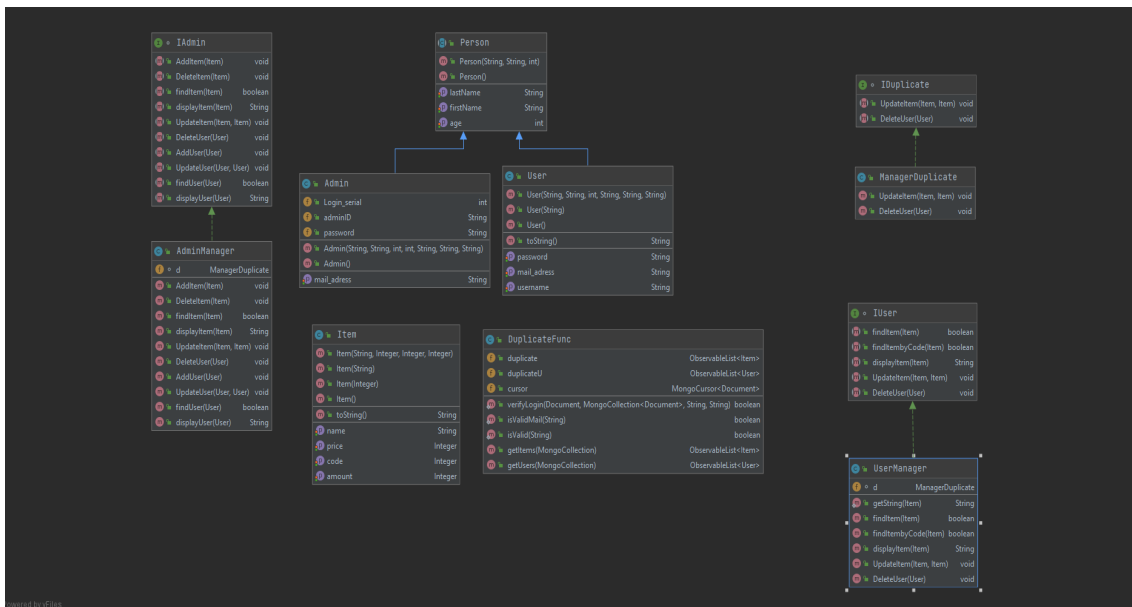 IAdmin
AddItem(Item) void
DeleteItem(Item) void
findItem(Item) boolean
displayItem(Item) String
UpdateItem(Item, Item) void
DeleteUser(User) void
AddUser(User) void
UpdateUser(User, User) void
findUser(User) boolean
displayUser(User) String
AdminManager
d ManagerDuplicate
AddItem(Item) void
DeleteItem(Item) void
findItem(Item) boolean
displayItem(Item) String
UpdateItem(Item, Item) void
DeleteUser(User) void
AddUser(User) void
UpdateUser(User, User) void
findUser(User) boolean
displayUser(User) String
Person
Person(String, String, int)
Person()
lastName String
firstName String
age int
Admin
Login_serial int
adminID String
password String
Admin(String, String, int, int, String, String, String)
Admin()
mail_adress String
User
User(String, String, int, String, String, String)
User(String)
User()
toString() String
password String
mail_adress String
username String
Item
Item(String, Integer, Integer, Integer)
Item(String)
Item(Integer)
Item()
toString() String
name String
price Integer
code Integer
amount Integer
DuplicateFunc
duplicate ObservableList<Item>
duplicateU ObservableList<User>
cursor MongoCursor<Document>
verifyLogin(Document, MongoCollection<Document>, String, String) boolean
isValidMail(String) boolean
isValid(String) boolean
getItems(MongoCollection) ObservableList<Item>
getUsers(MongoCollection) ObservableList<User>
IDuplicate
UpdateItem(Item, Item) void
DeleteUser(User) void
ManagerDuplicate
UpdateItem(Item, Item) void
DeleteUser(User) void
IUser
findItem(Item) boolean
findItembyCode(Item) boolean
displayItem(Item) String
UpdateItem(Item, Item) void
DeleteUser(User) void
UserManager
d ManagerDuplicate
getString(Item) String
findItem(Item) boolean
findItembyCode(Item) boolean
displayItem(Item) String
UpdateItem(Item, Item) void
DeleteUser(User) void
owered by yFiles